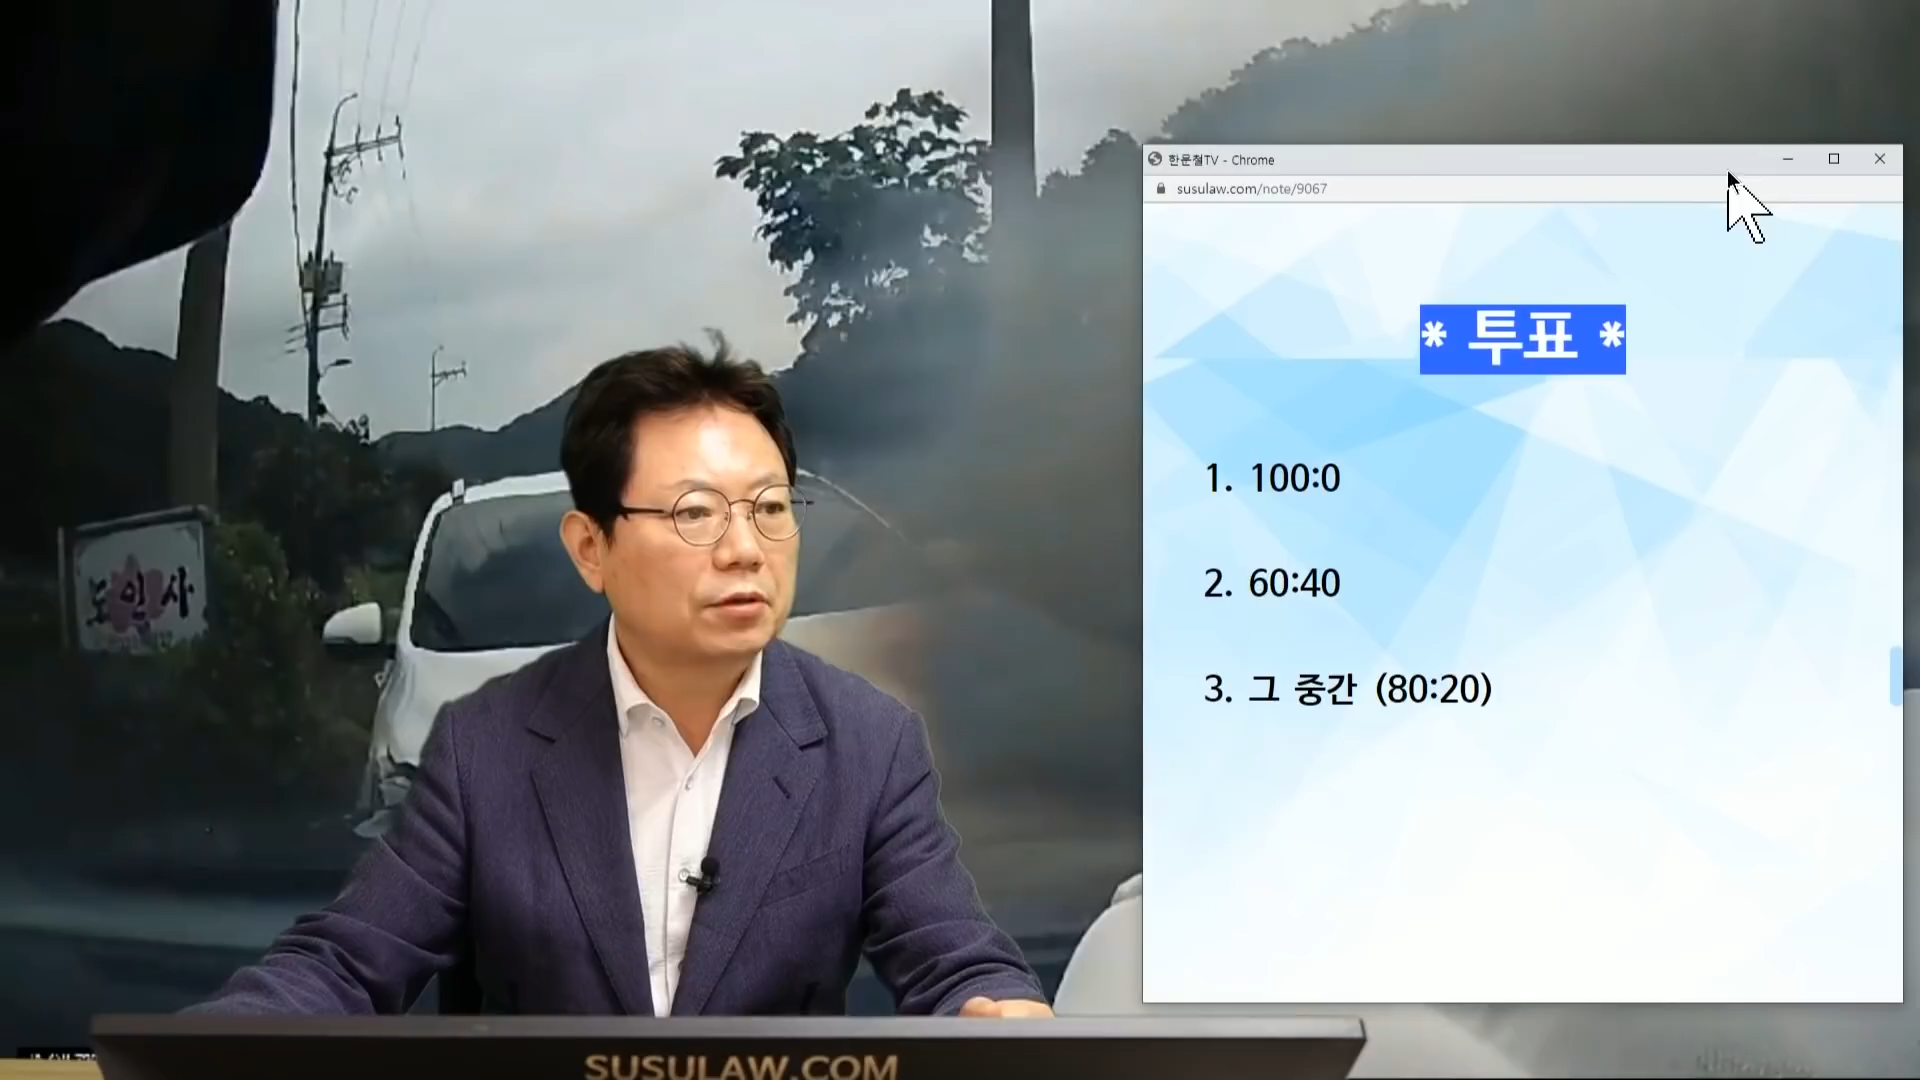 한문철TV - Chrome
susulaw.com/note/9067
* 투표 *
1. 100:0
2. 60:40
3. 그 중간 (80:20)
도인사
SUSULAW.COM